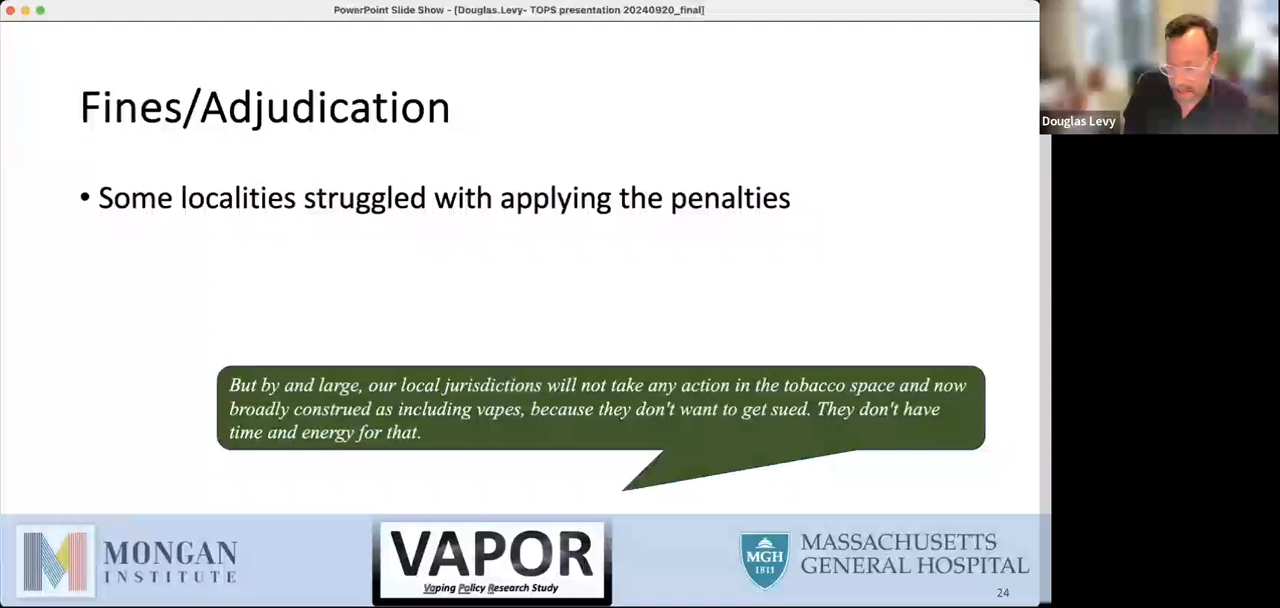 PowerPoint Slide Show - [Douglas.Levy- TOPS presentation 20240920_final]
Fines/Adjudication
• Some localities struggled with applying the penalties
But by and large, our local jurisdictions will not take any action in the tobacco space and now
broadly construed as including vapes, because they don't want to get sued. They don't have
time and energy for that.
MONGAN
INSTITUTE
VAPOR
Vaping Policy Research Study
MGH
1811
MASSACHUSETTS
GENERAL HOSPITAL
24
Douglas Levy